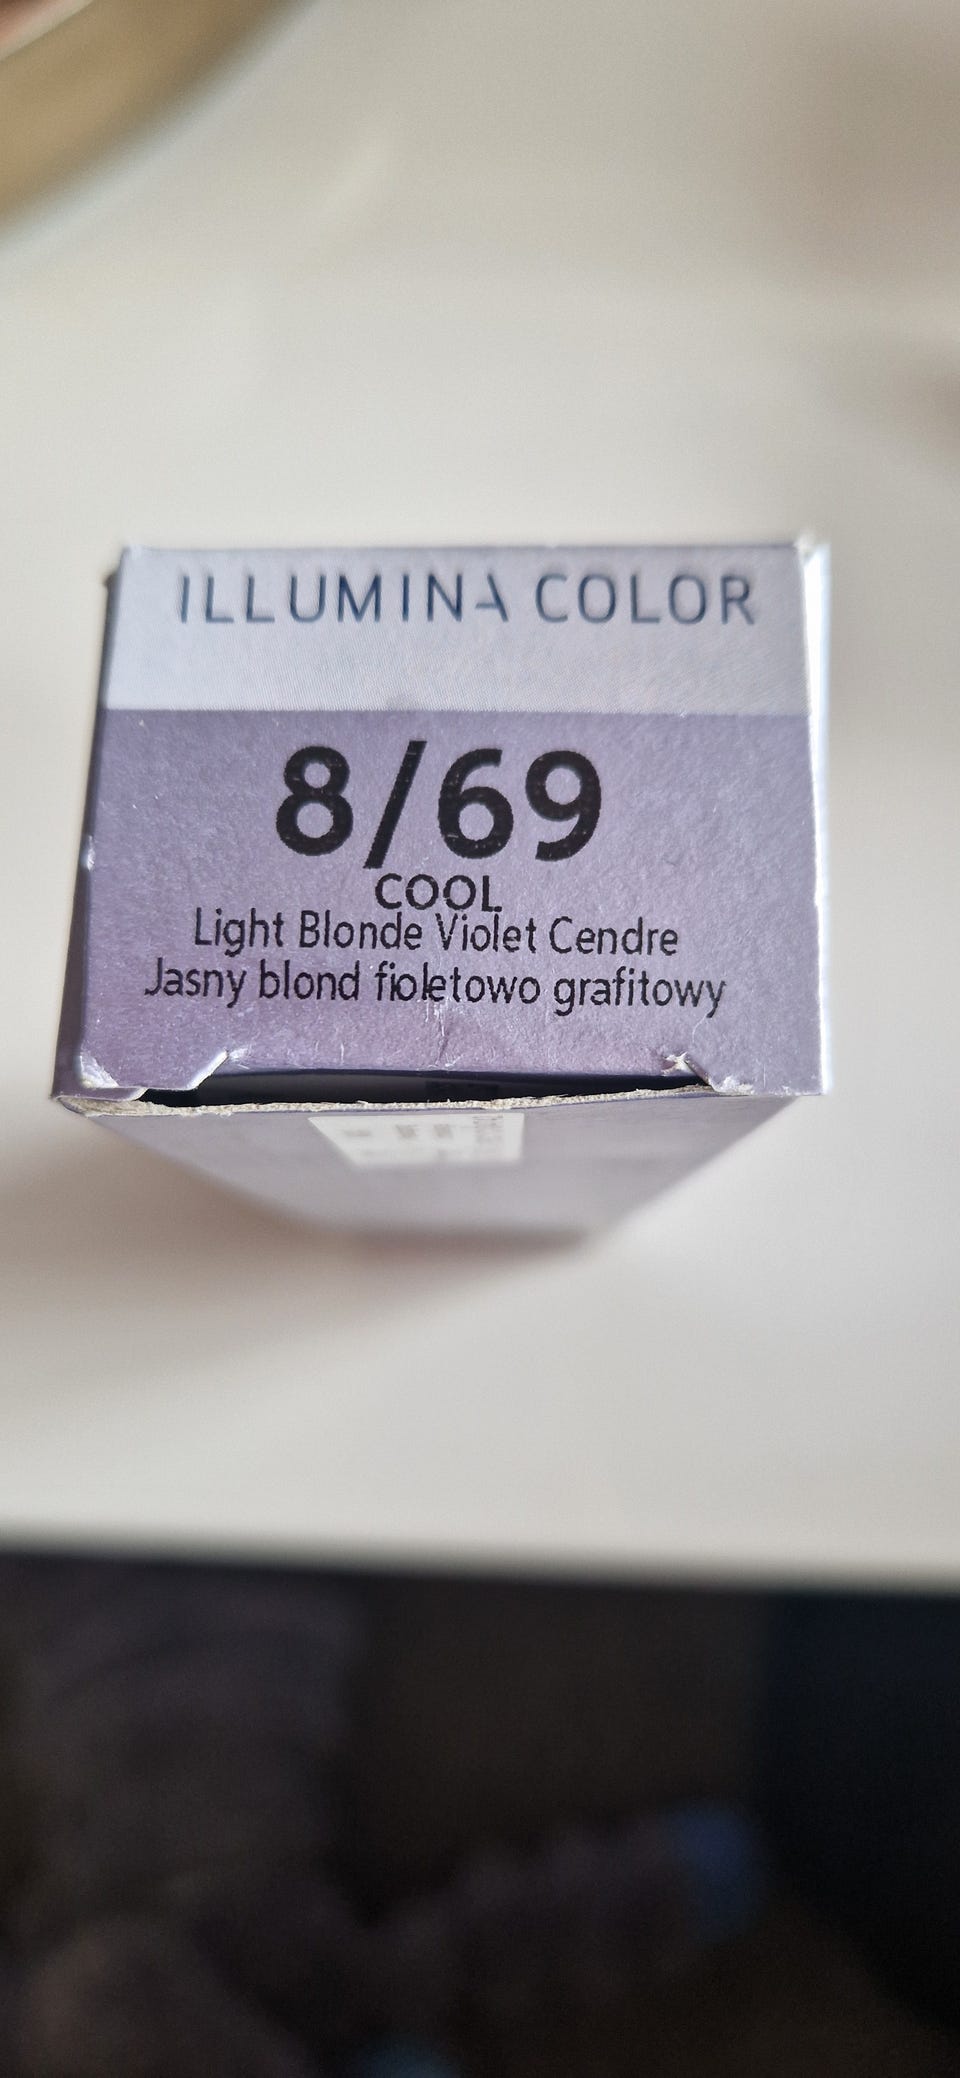 ILLUMINA COLOR
8/69
COOL
Light Blonde Violet Cendre
Jasny blond fioletowo grafitowy